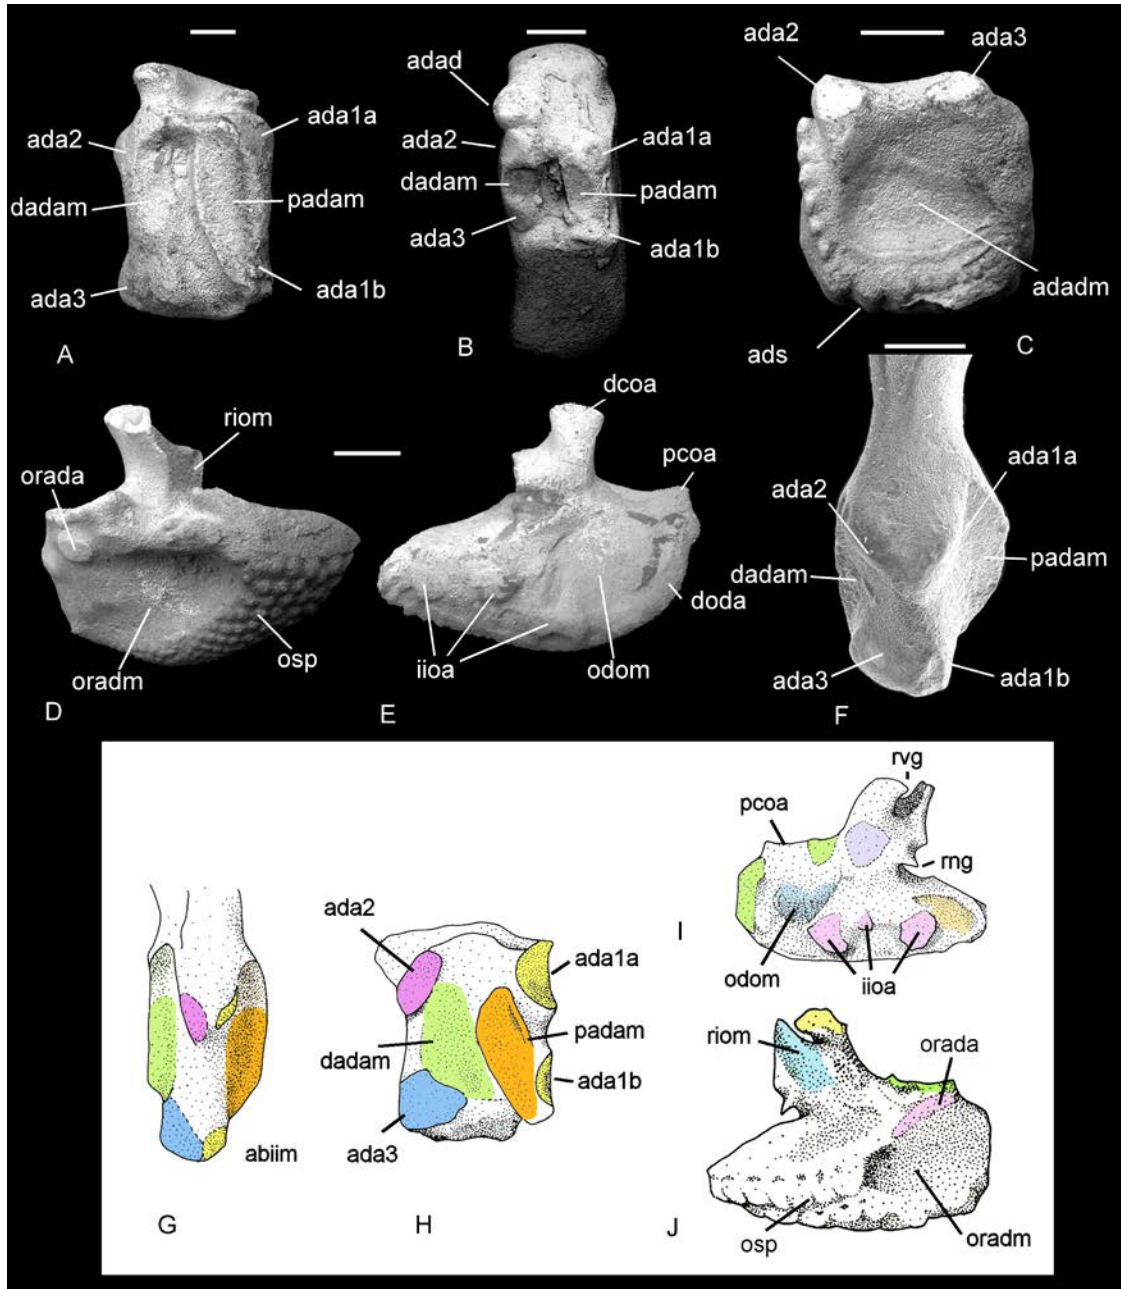 ada2
dadam
ada3
ada1a
padam
ada1b
A
adad
ada2
dadam
ada3
ada1a
padam
ada1b
B
ada2
ada3
adadm
ads
C
riom
orada
oradm
osp
D
dcoa
pcoa
doda
iioa
odom
E
ada2
dadam
ada3
ada1a
padam
ada1b
F
abiim
G
ada2
ada1a
dadam
padam
ada1b
ada3
H
rvg
pcoa
rng
odom
iioa
I
riom
orada
osp
oradm
J